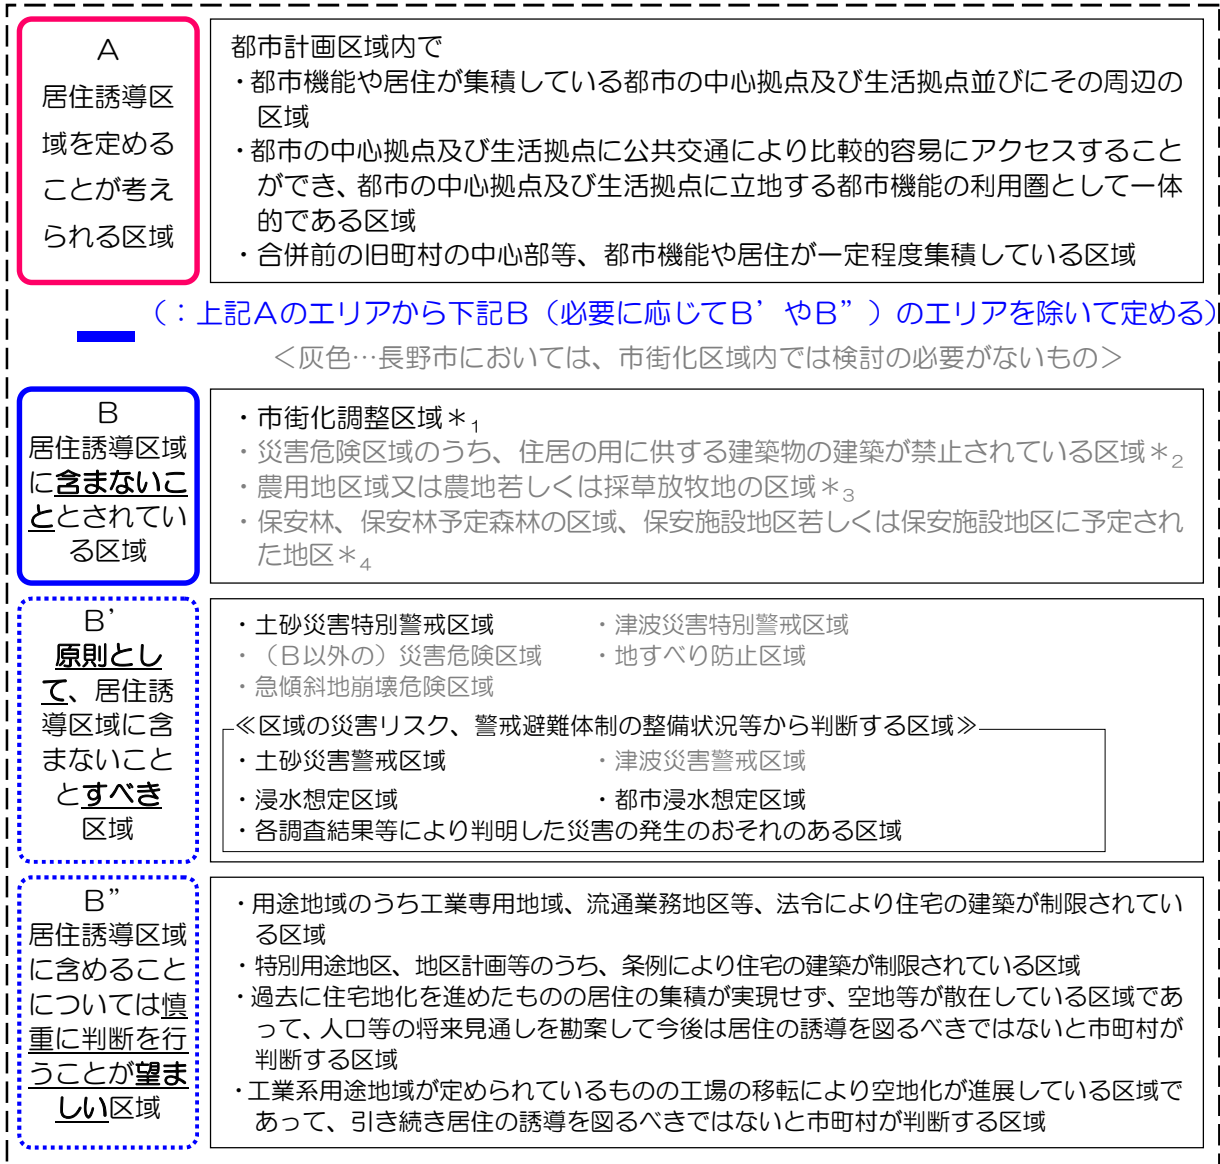 A
居住誘導区
域を定める
ことが考え
られる区域
都市計画区域内で
・都市機能や居住が集積している都市の中心拠点及び生活拠点並びにその周辺の
区域
・都市の中心拠点及び生活拠点に公共交通により比較的容易にアクセスすること
ができ、都市の中心拠点及び生活拠点に立地する都市機能の利用圏として一体
的である区域
・合併前の旧町村の中心部等、都市機能や居住が一定程度集積している区域
（：上記Aのエリアから下記B（必要に応じてB’やB”）のエリアを除いて定める）
＜灰色…長野市においては、市街化区域内では検討の必要がないもの＞
B
居住誘導区域
に含まないこ
ととされてい
る区域
・市街化調整区域＊1
・災害危険区域のうち、住居の用に供する建築物の建築が禁止されている区域＊2
・農用地区域又は農地若しくは採草放牧地の区域＊3
・保安林、保安林予定森林の区域、保安施設地区若しくは保安施設地区に予定され
た地区＊4
B’
原則とし
て、居住誘
導区域に含
まないこと
とすべき
区域
・土砂災害特別警戒区域 ・津波災害特別警戒区域
・（B以外の）災害危険区域 ・地すべり防止区域
・急傾斜地崩壊危険区域
≪区域の災害リスク、警戒避難体制の整備状況等から判断する区域≫
・土砂災害警戒区域 ・津波災害警戒区域
・浸水想定区域 ・都市浸水想定区域
・各調査結果等により判明した災害の発生のおそれのある区域
B”
居住誘導区域
に含めること
については慎
重に判断を行
うことが望ま
しい区域
・用途地域のうち工業専用地域、流通業務地区等、法令により住宅の建築が制限されてい
る区域
・特別用途地区、地区計画等のうち、条例により住宅の建築が制限されている区域
・過去に住宅地化を進めたものの居住の集積が実現せず、空地等が散在している区域であ
って、人口等の将来見通しを勘案して今後は居住の誘導を図るべきではないと市町村が
判断する区域
・工業系用途地域が定められているものの工場の移転により空地化が進展している区域で
あって、引き続き居住の誘導を図るべきではないと市町村が判断する区域